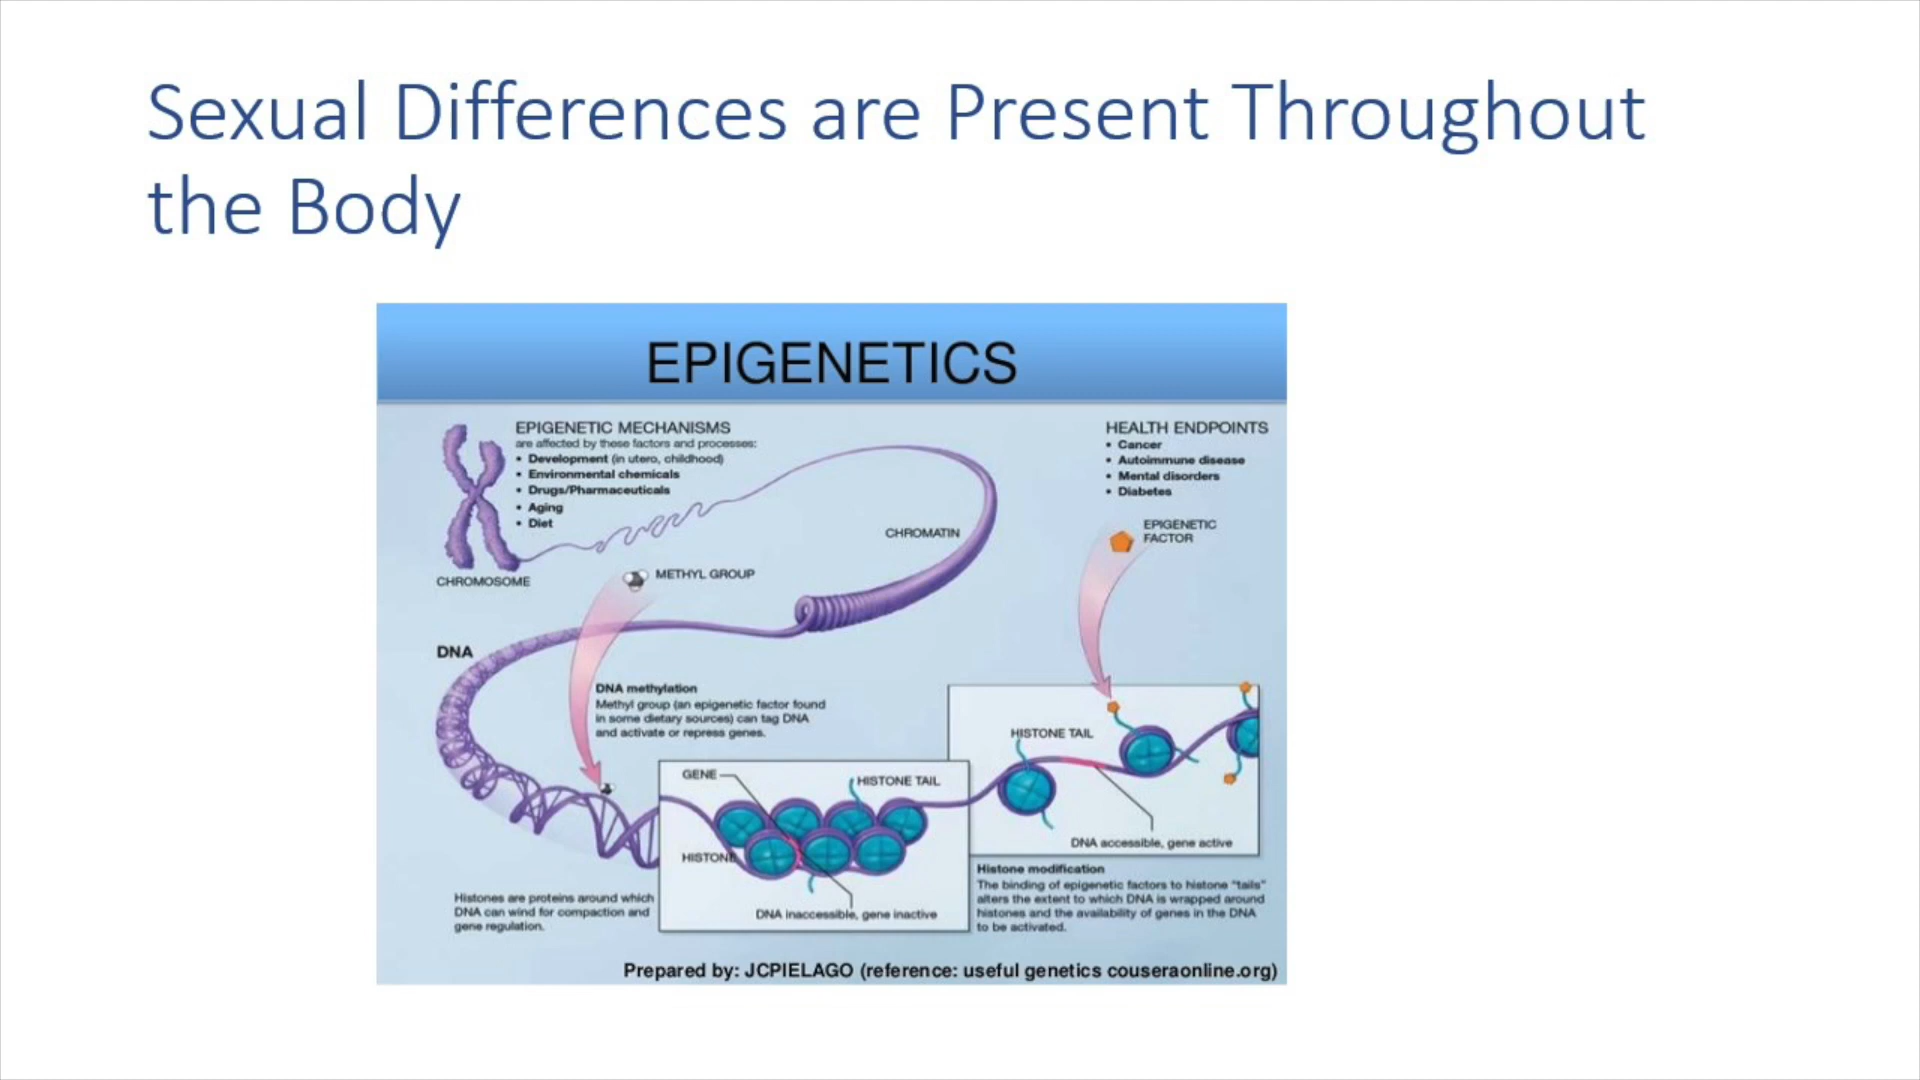 Sexual Differences are Present Throughout
the Body
EPIGENETICS
EPIGENETIC MECHANISMS
are affected by these factors and processes:
• Development (in utero, childhood)
• Environmental chemicals
• Drugs/Pharmaceuticals
• Aging
• Diet
HEALTH ENDPOINTS
• Cancer
• Autoimmune disease
• Mental disorders
• Diabetes
EPIGENETIC
FACTOR
CHROMATIN
CHROMOSOME
METHYL GROUP
DNA
DNA methylation
Methyl group (an epigenetic factor found
in some dietary sources) can tag DNA
and activate or repress genes.
HISTONE TAIL
GENE
HISTONE TAIL
DNA accessible, gene active
HISTONE
DNA inaccessible, gene inactive
Histones are proteins around which
DNA can wind for compaction and
gene regulation.
Histone modification
The binding of epigenetic factors to histone "tails"
alters the extent to which DNA is wrapped around
histones and the availability of genes in the DNA
to be activated.
Prepared by: JCPIELAGO (reference: useful genetics couseraonline.org)